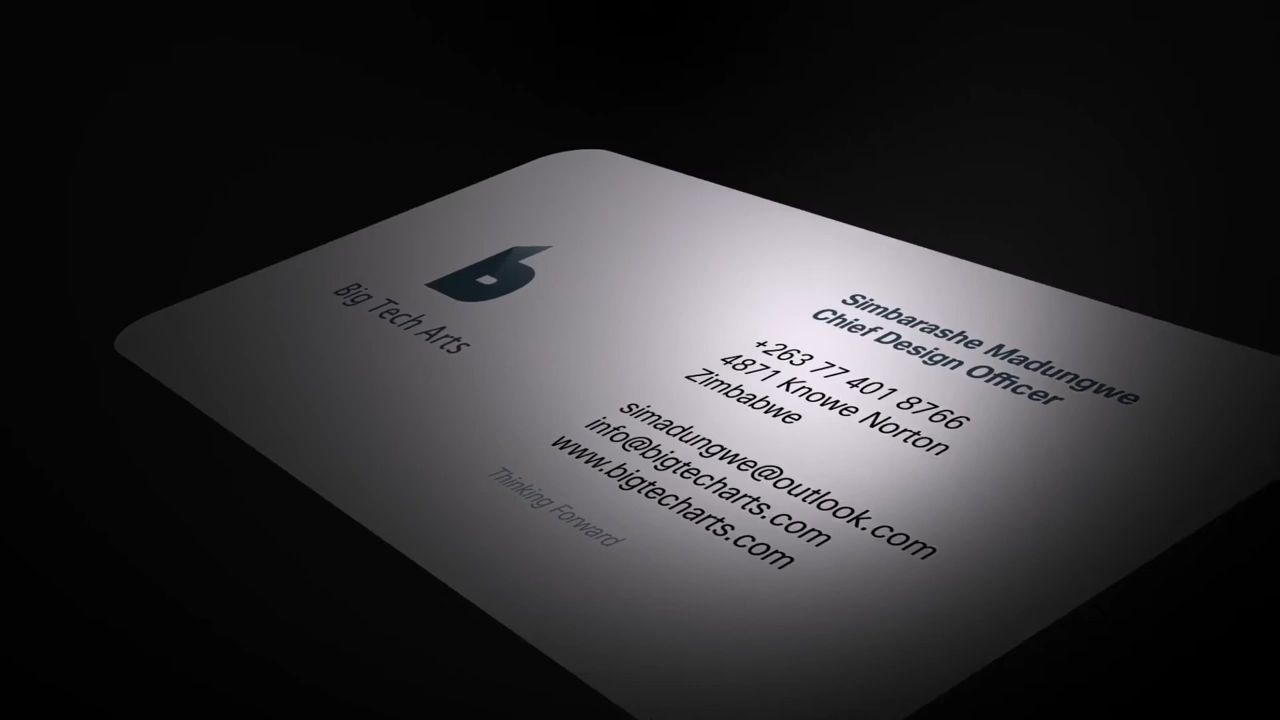 Big Tech Arts
Simbarashe Madungwe
Chief Design Officer
+263 77 401 8766
4871 Knowe Norton
Zimbabwe
simadungwe@outlook.com
info@bigtecharts.com
www.bigtecharts.com
Thinking Forward